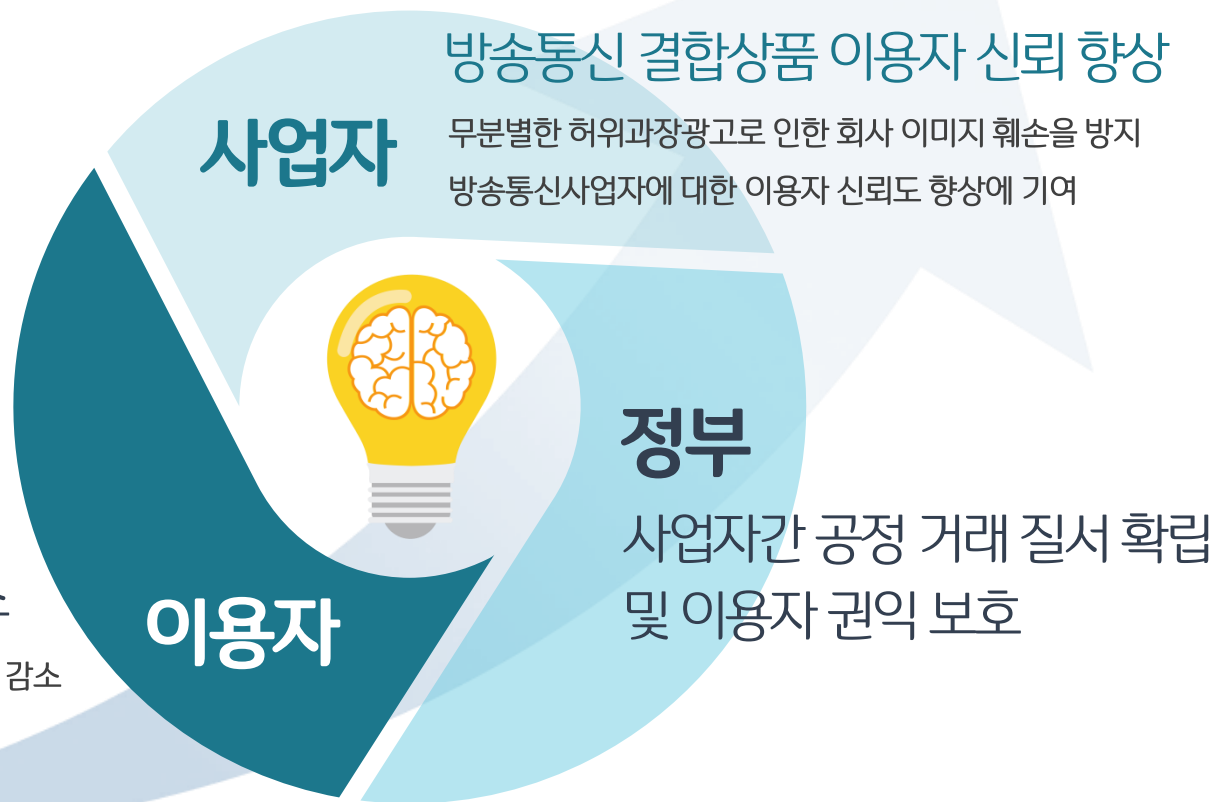 방송통신 결합상품 이용자 신뢰 향상
사업자
무분별한 허위과장광고로 인한 회사 이미지 훼손을 방지
방송통신사업자에 대한 이용자 신뢰도 향상에 기여
정부
사업자간 공정 거래 질서 확립
및 이용자 권익 보호
이용자
감소